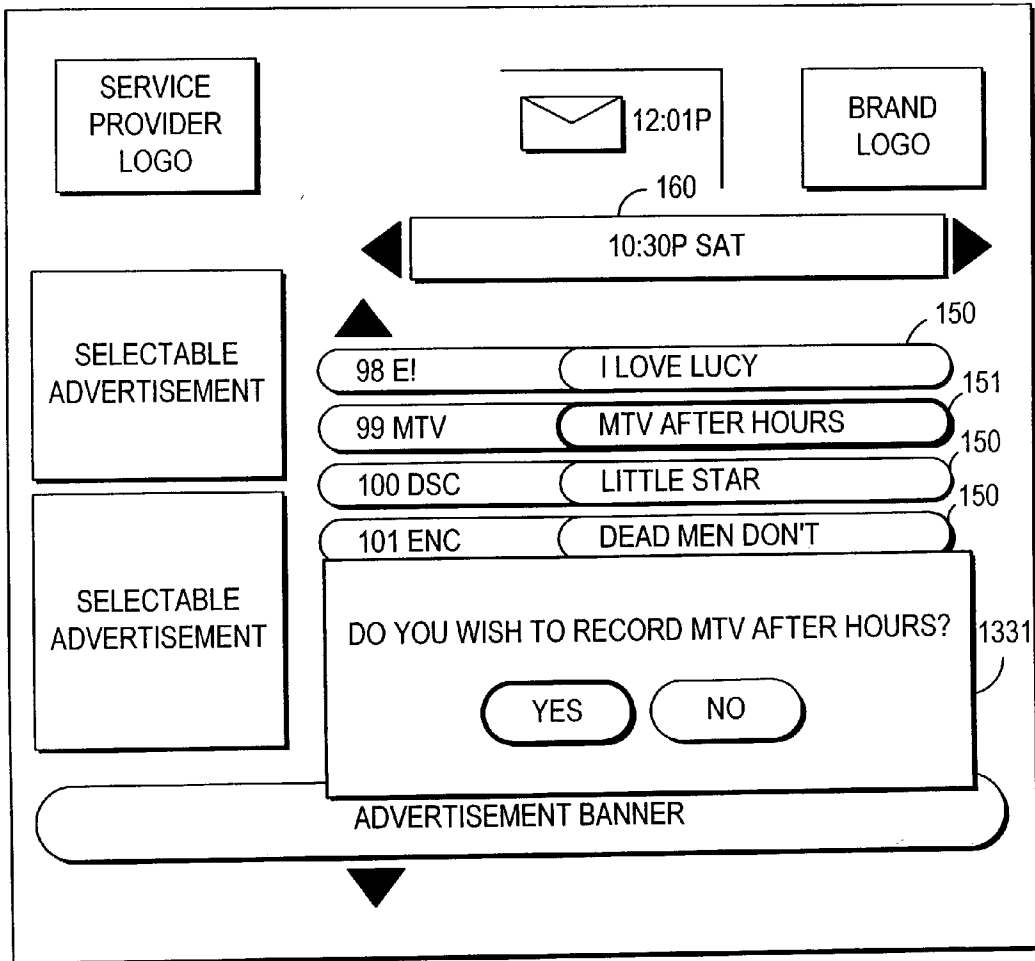 SERVICE
PROVIDER
LOGO
12:01P
BRAND
LOGO
160
10:30P SAT
SELECTABLE
ADVERTISEMENT
150
98 E! I LOVE LUCY
151
99 MTV MTV AFTER HOURS
150
100 DSC LITTLE STAR
150
101 ENC DEAD MEN DON'T
SELECTABLE
ADVERTISEMENT
DO YOU WISH TO RECORD MTV AFTER HOURS?
1331
YES NO
ADVERTISEMENT BANNER